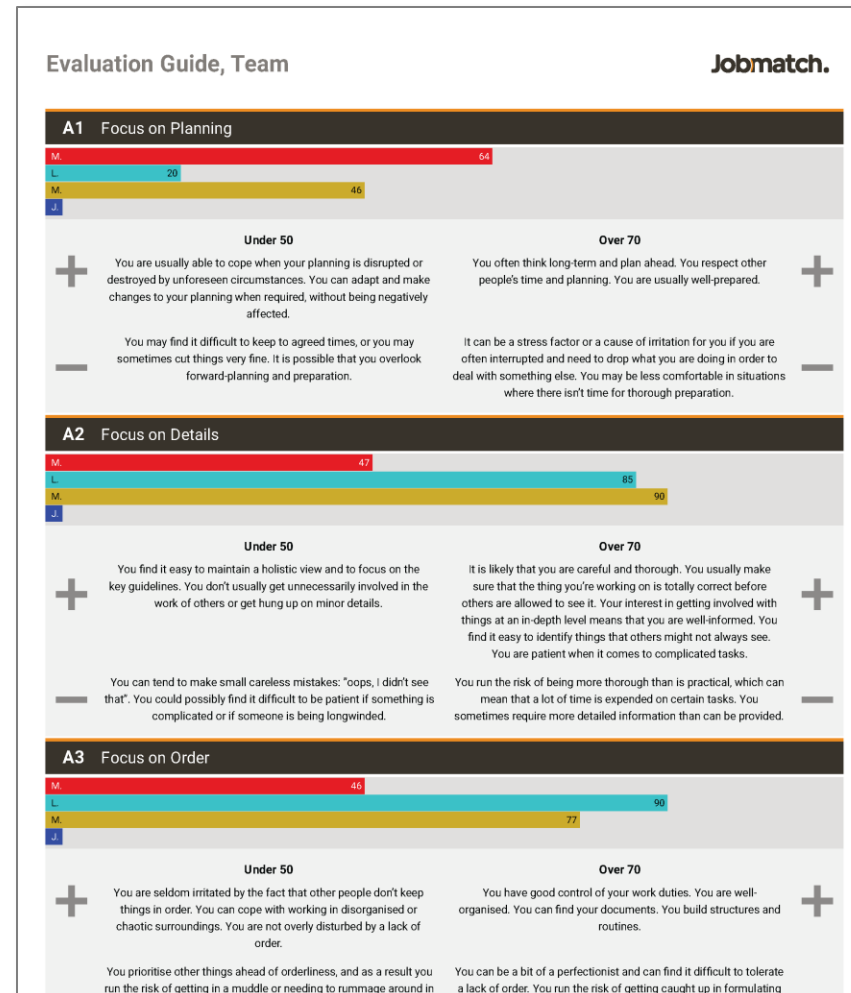 Evaluation Guide, Team
Jobmatch.
A1 Focus on Planning
M. 64
L. 20
M. 46
J.
Under 50
You are usually able to cope when your planning is disrupted or
destroyed by unforeseen circumstances. You can adapt and make
changes to your planning when required, without being negatively
affected.
Over 70
You often think long-term and plan ahead. You respect other
people's time and planning. You are usually well-prepared.
You may find it difficult to keep to agreed times, or you may
sometimes cut things very fine. It is possible that you overlook
forward-planning and preparation.
It can be a stress factor or a cause of irritation for you if you are
often interrupted and need to drop what you are doing in order to
deal with something else. You may be less comfortable in situations
where there isn't time for thorough preparation.
A2 Focus on Details
M. 47
L. 85
M. 90
J.
Under 50
You find it easy to maintain a holistic view and to focus on the
key guidelines. You don't usually get unnecessarily involved in the
work of others or get hung up on minor details.
Over 70
It is likely that you are careful and thorough. You usually make
sure that the thing you're working on is totally correct before
others are allowed to see it. Your interest in getting involved with
things at an in-depth level means that you are well-informed. You
find it easy to identify things that others might not always see.
You are patient when it comes to complicated tasks.
You can tend to make small careless mistakes: "oops, I didn't see
that". You could possibly find it difficult to be patient if something is
complicated or if someone is being longwinded.
You run the risk of being more thorough than is practical, which can
mean that a lot of time is expended on certain tasks. You
sometimes require more detailed information than can be provided.
A3 Focus on Order
M. 46
L. 90
M. 77
J.
Under 50
You are seldom irritated by the fact that other people don't keep
things in order. You can cope with working in disorganised or
chaotic surroundings. You are not overly disturbed by a lack of
order.
Over 70
You have good control of your work duties. You are well-
organised. You can find your documents. You build structures and
routines.
You prioritise other things ahead of orderliness, and as a result you
run the risk of getting in a muddle or needing to rummage around in
You can be a bit of a perfectionist and can find it difficult to tolerate
a lack of order. You run the risk of getting caught up in formulating